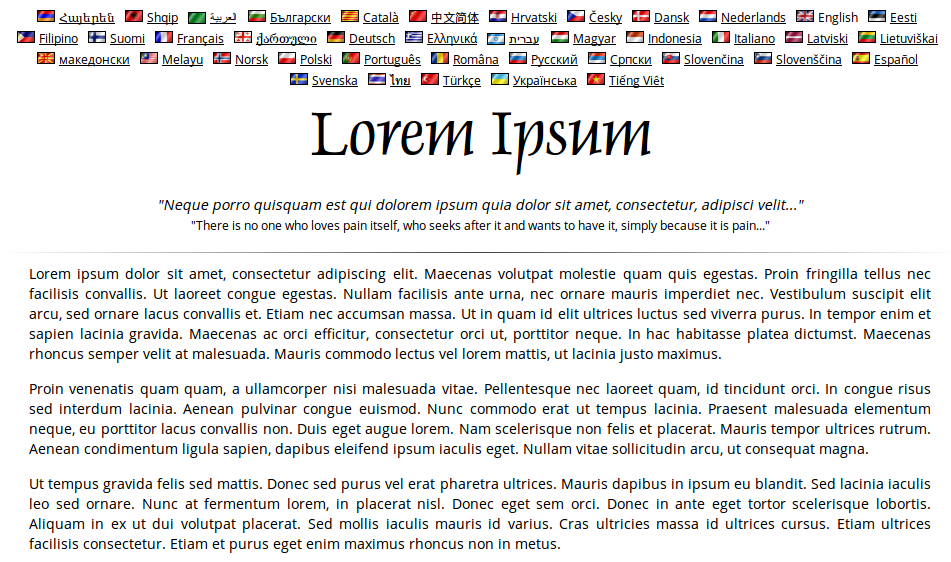 Հայերեն Shqip العربية Български Català 中文简体 Hrvatski Česky Dansk Nederlands English Eesti
Filipino Suomi Français ქართული Deutsch Ελληνικά עברית Magyar Indonesia Italiano Latviski Lietuviškai
македонски Melayu Norsk Polski Português Româna Русский Српски Slovenčina Slovenščina Español
Svenska ไทย Türkçe Українська Tiếng Việt
Lorem Ipsum
"Neque porro quisquam est qui dolorem ipsum quia dolor sit amet, consectetur, adipisci velit..."
"There is no one who loves pain itself, who seeks after it and wants to have it, simply because it is pain..."
Lorem ipsum dolor sit amet, consectetur adipiscing elit. Maecenas volutpat molestie quam quis egestas. Proin fringilla tellus nec
facilisis convallis. Ut laoreet congue egestas. Nullam facilisis ante urna, nec ornare mauris imperdiet nec. Vestibulum suscipit elit
arcu, sed ornare lacus convallis et. Etiam nec accumsan massa. Ut in quam id elit ultrices luctus sed viverra purus. In tempor enim et
sapien lacinia gravida. Maecenas ac orci efficitur, consectetur orci ut, porttitor neque. In hac habitasse platea dictumst. Maecenas
rhoncus semper velit at malesuada. Mauris commodo lectus vel lorem mattis, ut lacinia justo maximus.
Proin venenatis quam quam, a ullamcorper nisi malesuada vitae. Pellentesque nec laoreet quam, id tincidunt orci. In congue risus
sed interdum lacinia. Aenean pulvinar congue euismod. Nunc commodo erat ut tempus lacinia. Praesent malesuada elementum
neque, eu porttitor lacus convallis non. Duis eget augue lorem. Nam scelerisque non felis et placerat. Mauris tempor ultrices rutrum.
Aenean condimentum ligula sapien, dapibus eleifend ipsum iaculis eget. Nullam vitae sollicitudin arcu, ut consequat magna.
Ut tempus gravida felis sed mattis. Donec sed purus vel erat pharetra ultrices. Mauris dapibus in ipsum eu blandit. Sed lacinia iaculis
leo sed ornare. Nunc at fermentum lorem, in placerat nisl. Donec eget sem orci. Donec in ante eget tortor scelerisque lobortis.
Aliquam in ex ut dui volutpat placerat. Sed mollis iaculis mauris id varius. Cras ultricies massa id ultrices cursus. Etiam ultrices
facilisis consectetur. Etiam et purus eget enim maximus rhoncus non in metus.